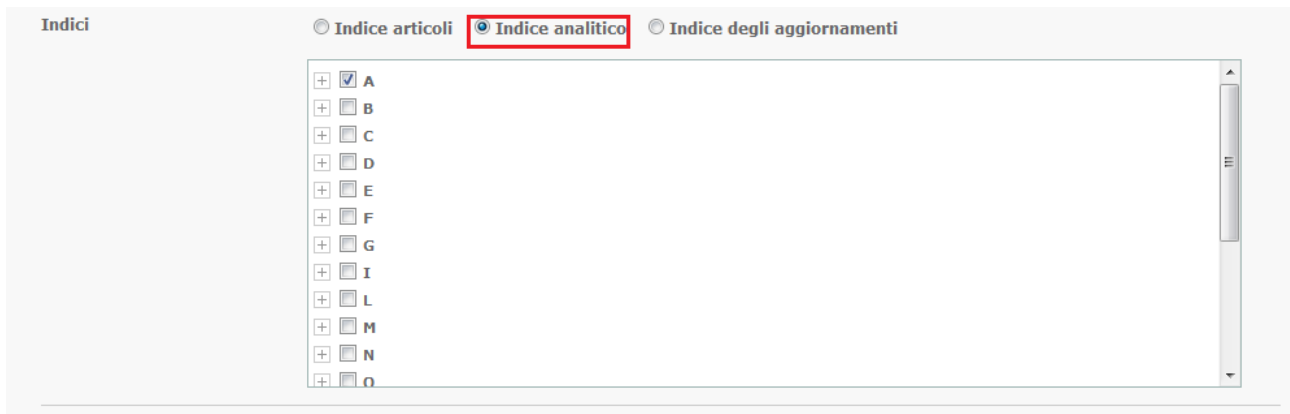 Indici
Indice articoli Indice analitico Indice degli aggiornamenti
A
B
C
D
E
F
G
I
L
M
N
O